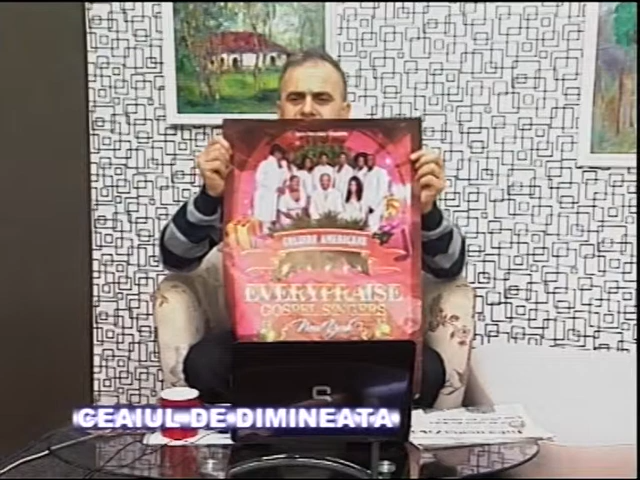 COLINDE AMERICANE
EVERYPRAISE
GOSPEL SINGERS
New York
CEAIUL DE DIMINEATA